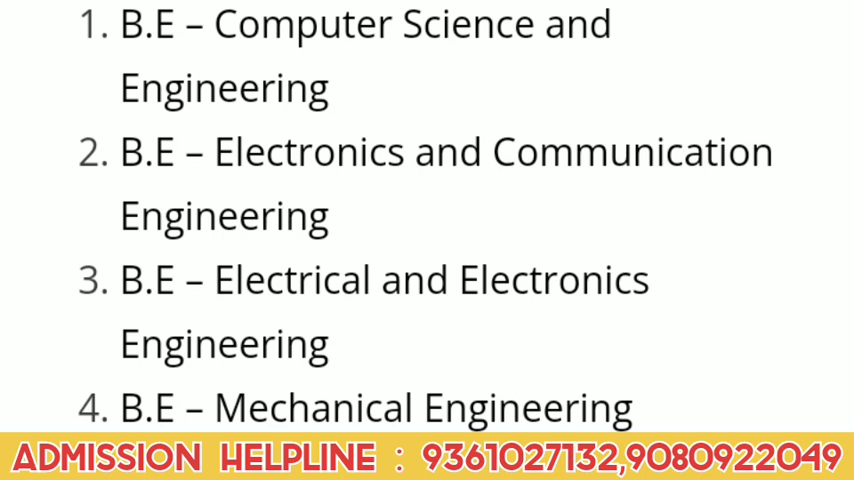 1. B.E – Computer Science and
Engineering
2. B.E – Electronics and Communication
Engineering
3. B.E – Electrical and Electronics
Engineering
4. B.E – Mechanical Engineering
ADMISSION HELPLINE : 9361027132,9080922049